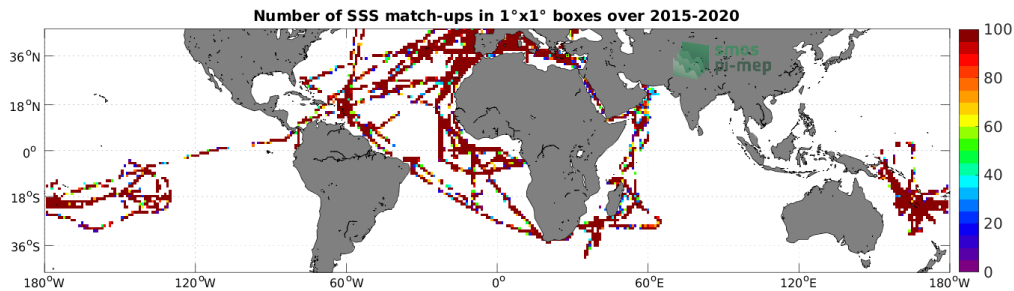 Number of SSS match-ups in 1°x1° boxes over 2015-2020
smos
pi-mep
36°N
18°N
0°
18°S
36°S
180°W 120°W 60°W 0° 60°E 120°E 180°W
100
80
60
40
20
0